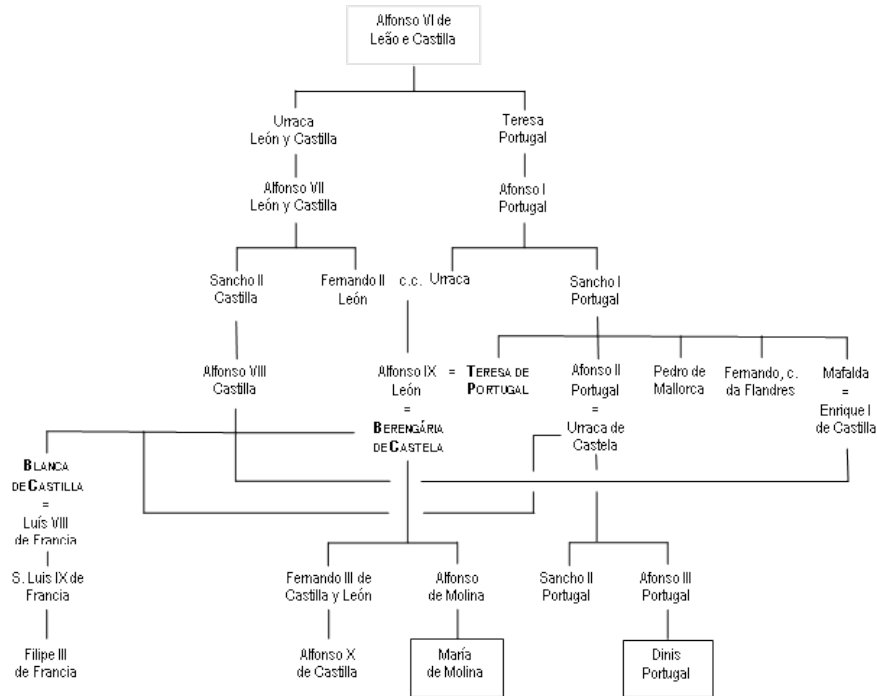 Alfonso VI de
Leão e Castilla
Urraca
León y Castilla
Teresa
Portugal
Alfonso VII
León y Castilla
Afonso I
Portugal
Sancho II
Castilla
Fernando II
León
c.c.
Urraca
Sancho I
Portugal
Alfonso VIII
Castilla
Alfonso IX
León
=
BERENGÁRIA
DE CASTELA
=
TERESA DE
PORTUGAL
Afonso II
Portugal
=
Urraca de
Castela
Pedro de
Mallorca
Fernando, c.
da Flandres
Mafalda
=
Enrique I
de Castilla
BLANCA
DE CASTILLA
=
Luís VIII
de Francia
S. Luis IX de
Francia
Filipe III
de Francia
Fernando III de
Castilla y León
Alfonso X
de Castilla
Alfonso
de Molina
María
de Molina
Sancho II
Portugal
Afonso III
Portugal
Dinis
Portugal